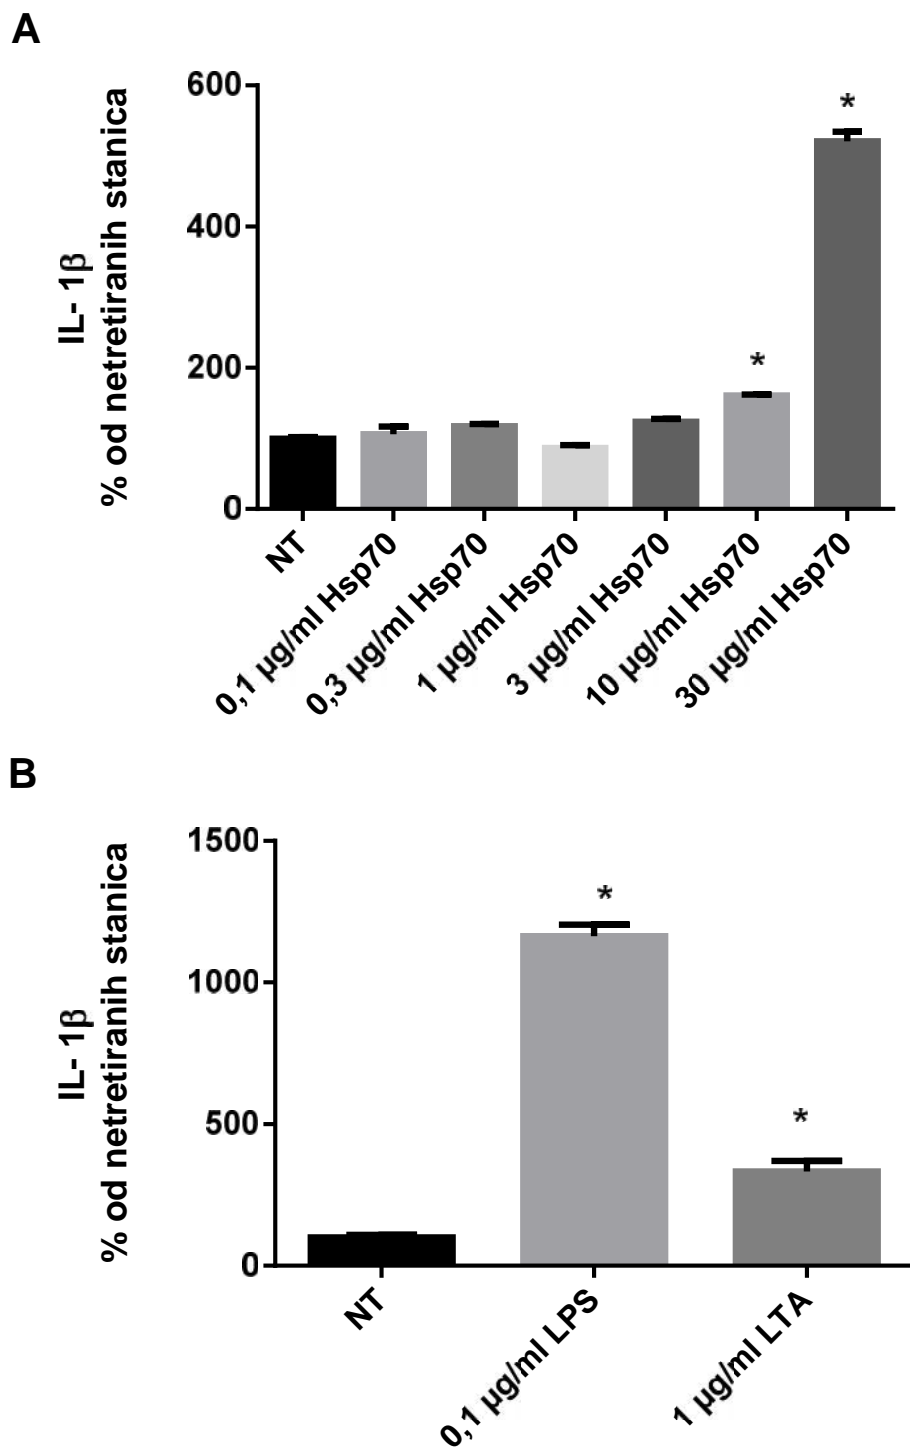 A
IL- 1β
% od netretiranih stanica
600
400
200
0
*
*
NT
0,1 µg/ml Hsp70
0,3 µg/ml Hsp70
1 µg/ml Hsp70
3 µg/ml Hsp70
10 µg/ml Hsp70
30 µg/ml Hsp70
B
IL- 1β
% od netretiranih stanica
1500
1000
500
0
*
*
NT
0,1 µg/ml LPS
1 µg/ml LTA